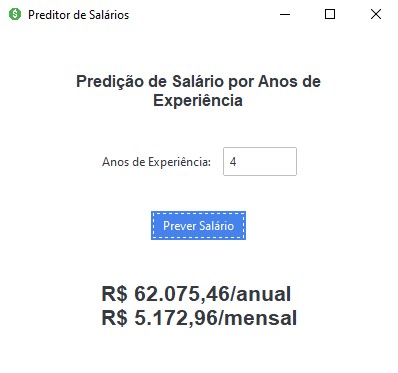 Preditor de Salários
Predição de Salário por Anos de
Experiência
Anos de Experiência: 4
Prever Salário
R$ 62.075,46/anual
R$ 5.172,96/mensal